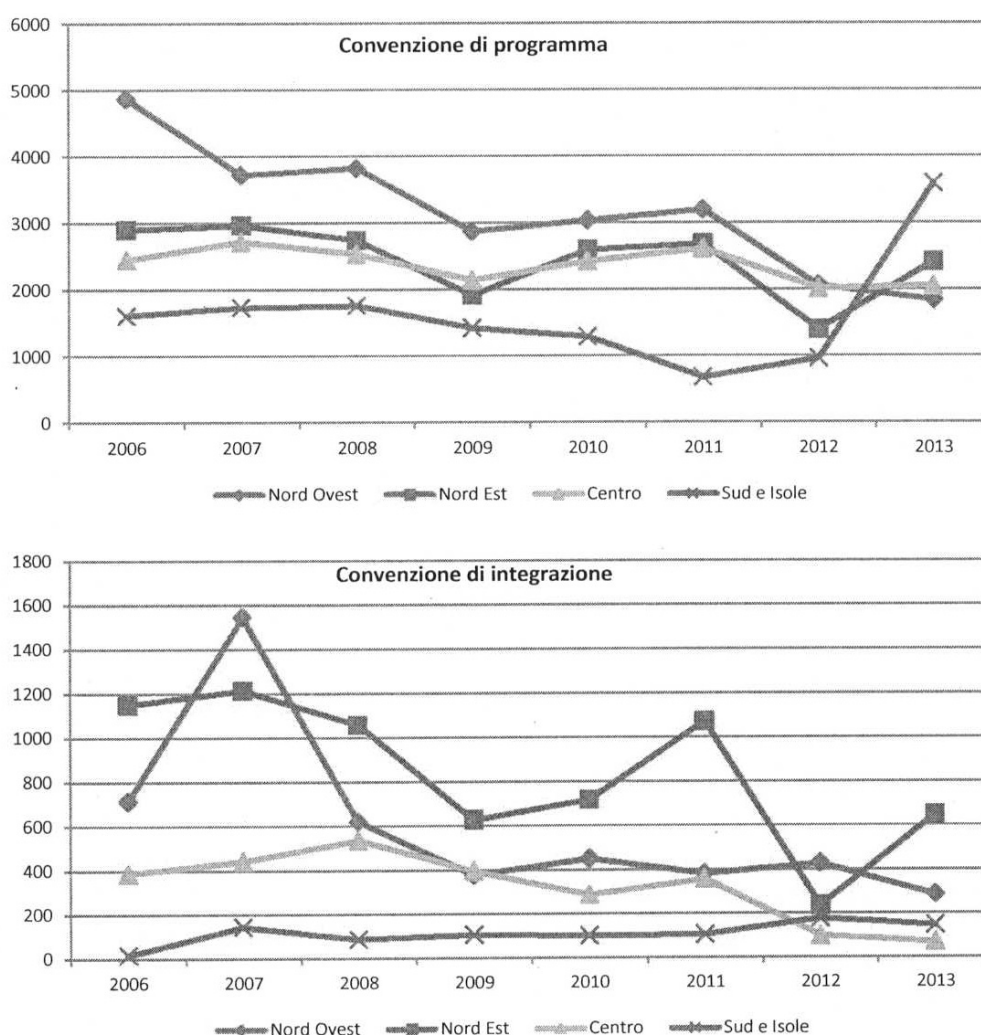 Convenzione di programma
6000
5000
4000
3000
2000
1000
0
2006 2007 2008 2009 2010 2011 2012 2013
Nord Ovest Nord Est Centro Sud e Isole
Convenzione di integrazione
1800
1600
1400
1200
1000
800
600
400
200
0
2006 2007 2008 2009 2010 2011 2012 2013
Nord Ovest Nord Est Centro Sud e Isole